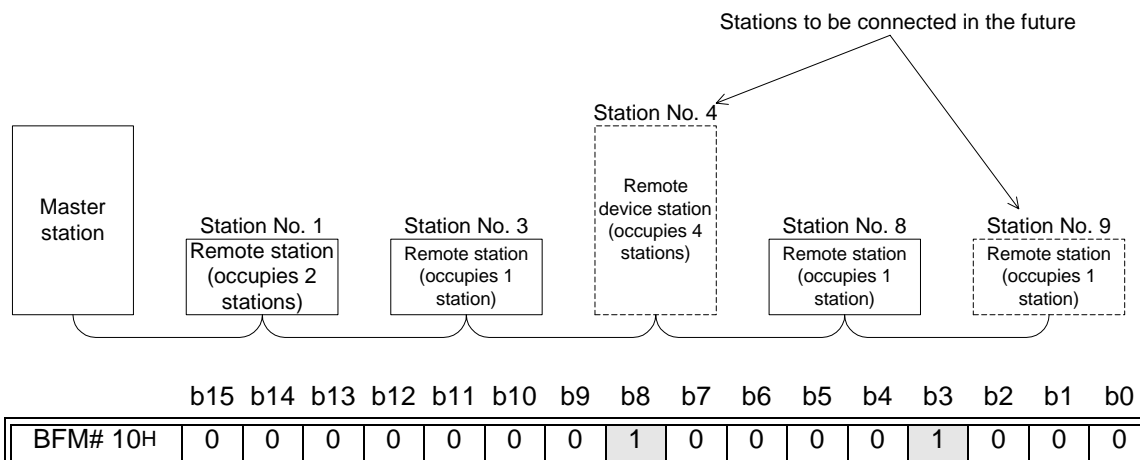 Stations to be connected in the future
Station No. 4
Master
station
Station No. 1
Remote station
(occupies 2
stations)
Station No. 3
Remote station
(occupies 1
station)
Remote
device station
(occupies 4
stations)
Station No. 8
Remote station
(occupies 1
station)
Station No. 9
Remote station
(occupies 1
station)
b15 b14 b13 b12 b11 b10 b9 b8 b7 b6 b5 b4 b3 b2 b1 b0
BFM# 10H 0 0 0 0 0 0 0 1 0 0 0 0 1 0 0 0